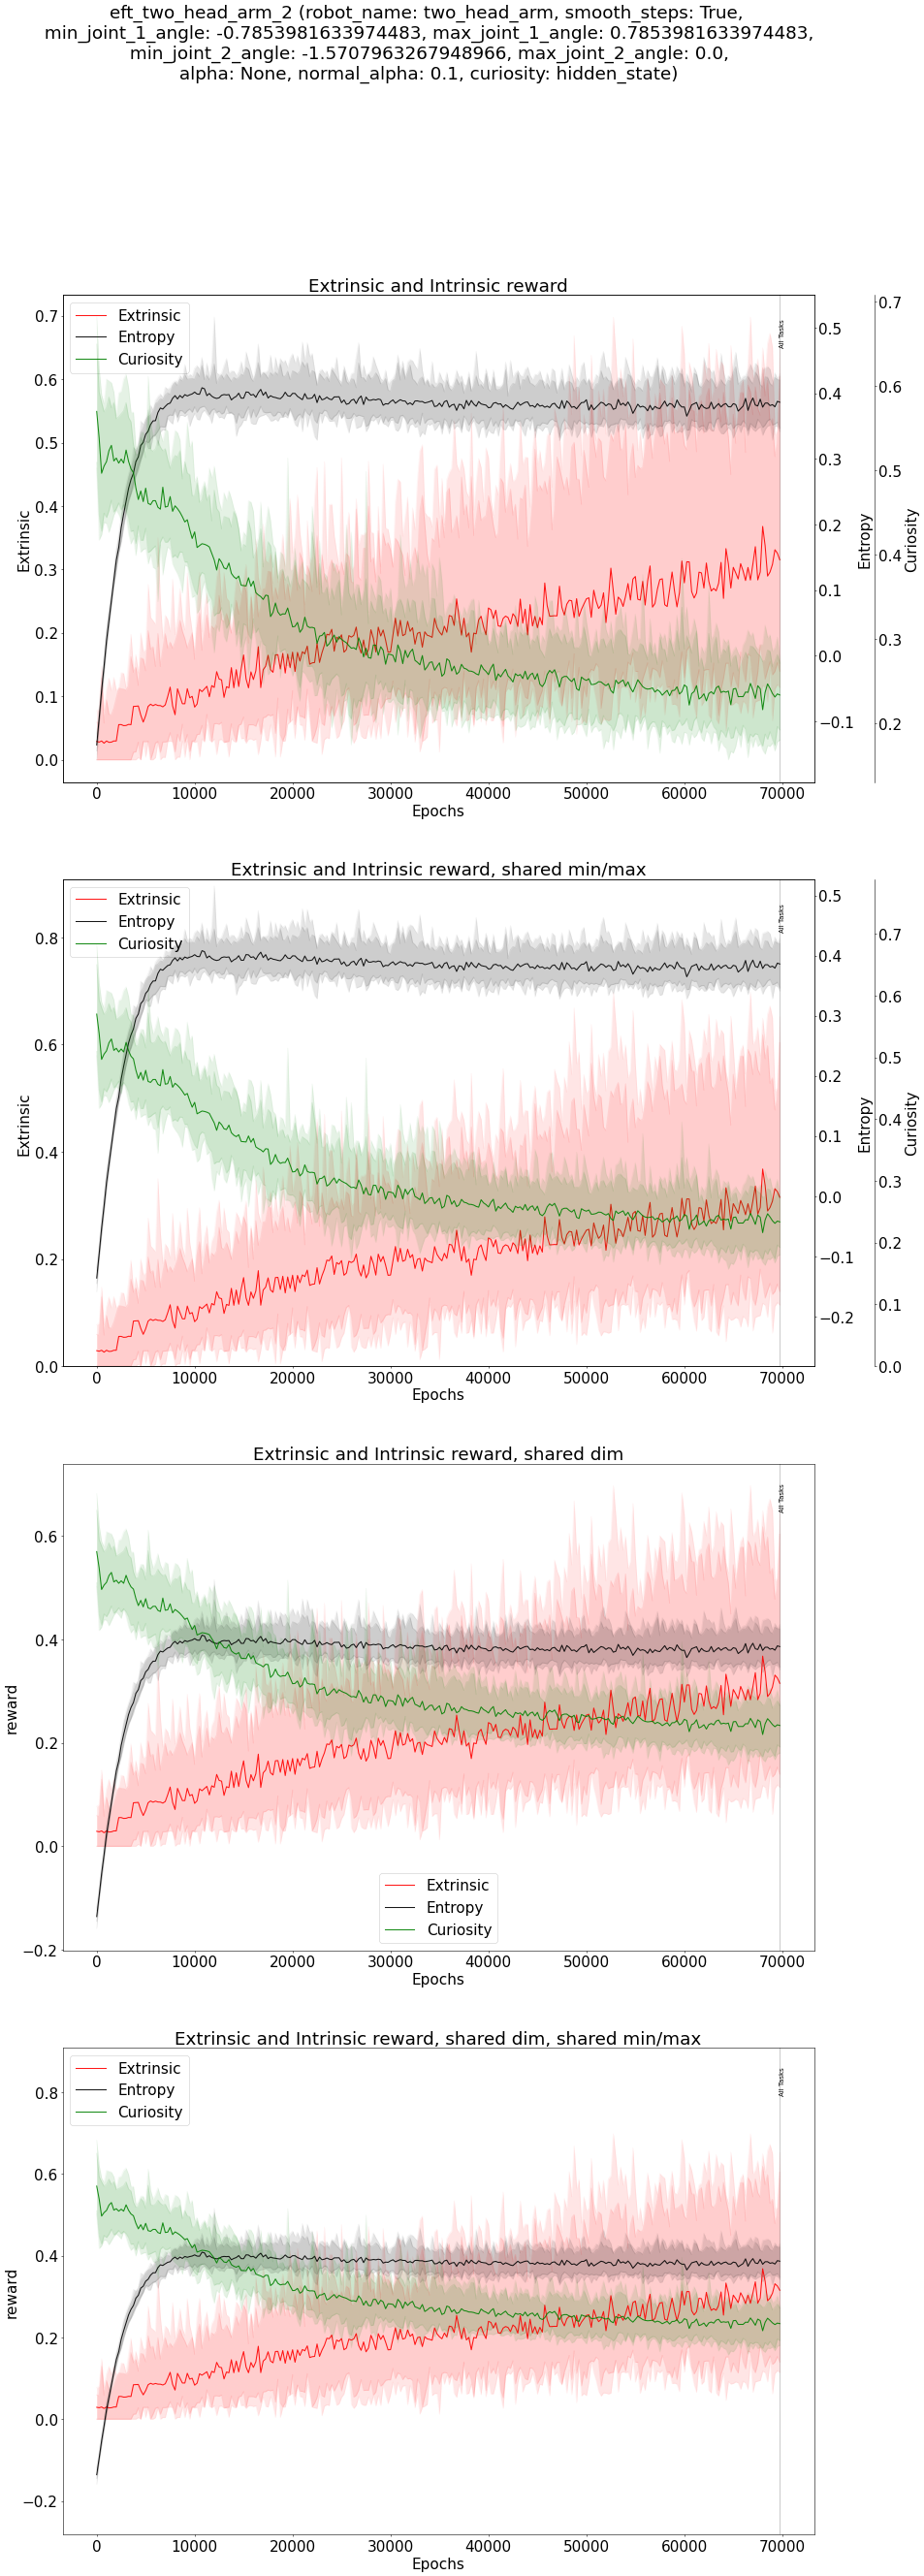 eft_two_head_arm_2 (robot_name: two_head_arm, smooth_steps: True,
min_joint_1_angle: -0.7853981633974483, max_joint_1_angle: 0.7853981633974483,
min_joint_2_angle: -1.5707963267948966, max_joint_2_angle: 0.0,
alpha: None, normal_alpha: 0.1, curiosity: hidden_state)
Extrinsic and Intrinsic reward
Extrinsic
Entropy
Curiosity
All Tasks
0.7
0.6
0.5
0.4
0.3
0.2
0.1
0.0
Extrinsic
0.5
0.4
0.3
0.2
0.1
0.0
−0.1
Entropy
0.7
0.6
0.5
0.4
0.3
0.2
Curiosity
0 10000 20000 30000 40000 50000 60000 70000
Epochs
Extrinsic and Intrinsic reward, shared min/max
Extrinsic
Entropy
Curiosity
All Tasks
0.8
0.6
0.4
0.2
0.0
Extrinsic
0.5
0.4
0.3
0.2
0.1
0.0
−0.1
−0.2
Entropy
0.7
0.6
0.5
0.4
0.3
0.2
0.1
0.0
Curiosity
0 10000 20000 30000 40000 50000 60000 70000
Epochs
Extrinsic and Intrinsic reward, shared dim
All Tasks
0.6
0.4
0.2
0.0
−0.2
reward
Extrinsic
Entropy
Curiosity
0 10000 20000 30000 40000 50000 60000 70000
Epochs
Extrinsic and Intrinsic reward, shared dim, shared min/max
Extrinsic
Entropy
Curiosity
All Tasks
0.8
0.6
0.4
0.2
0.0
−0.2
reward
0 10000 20000 30000 40000 50000 60000 70000
Epochs